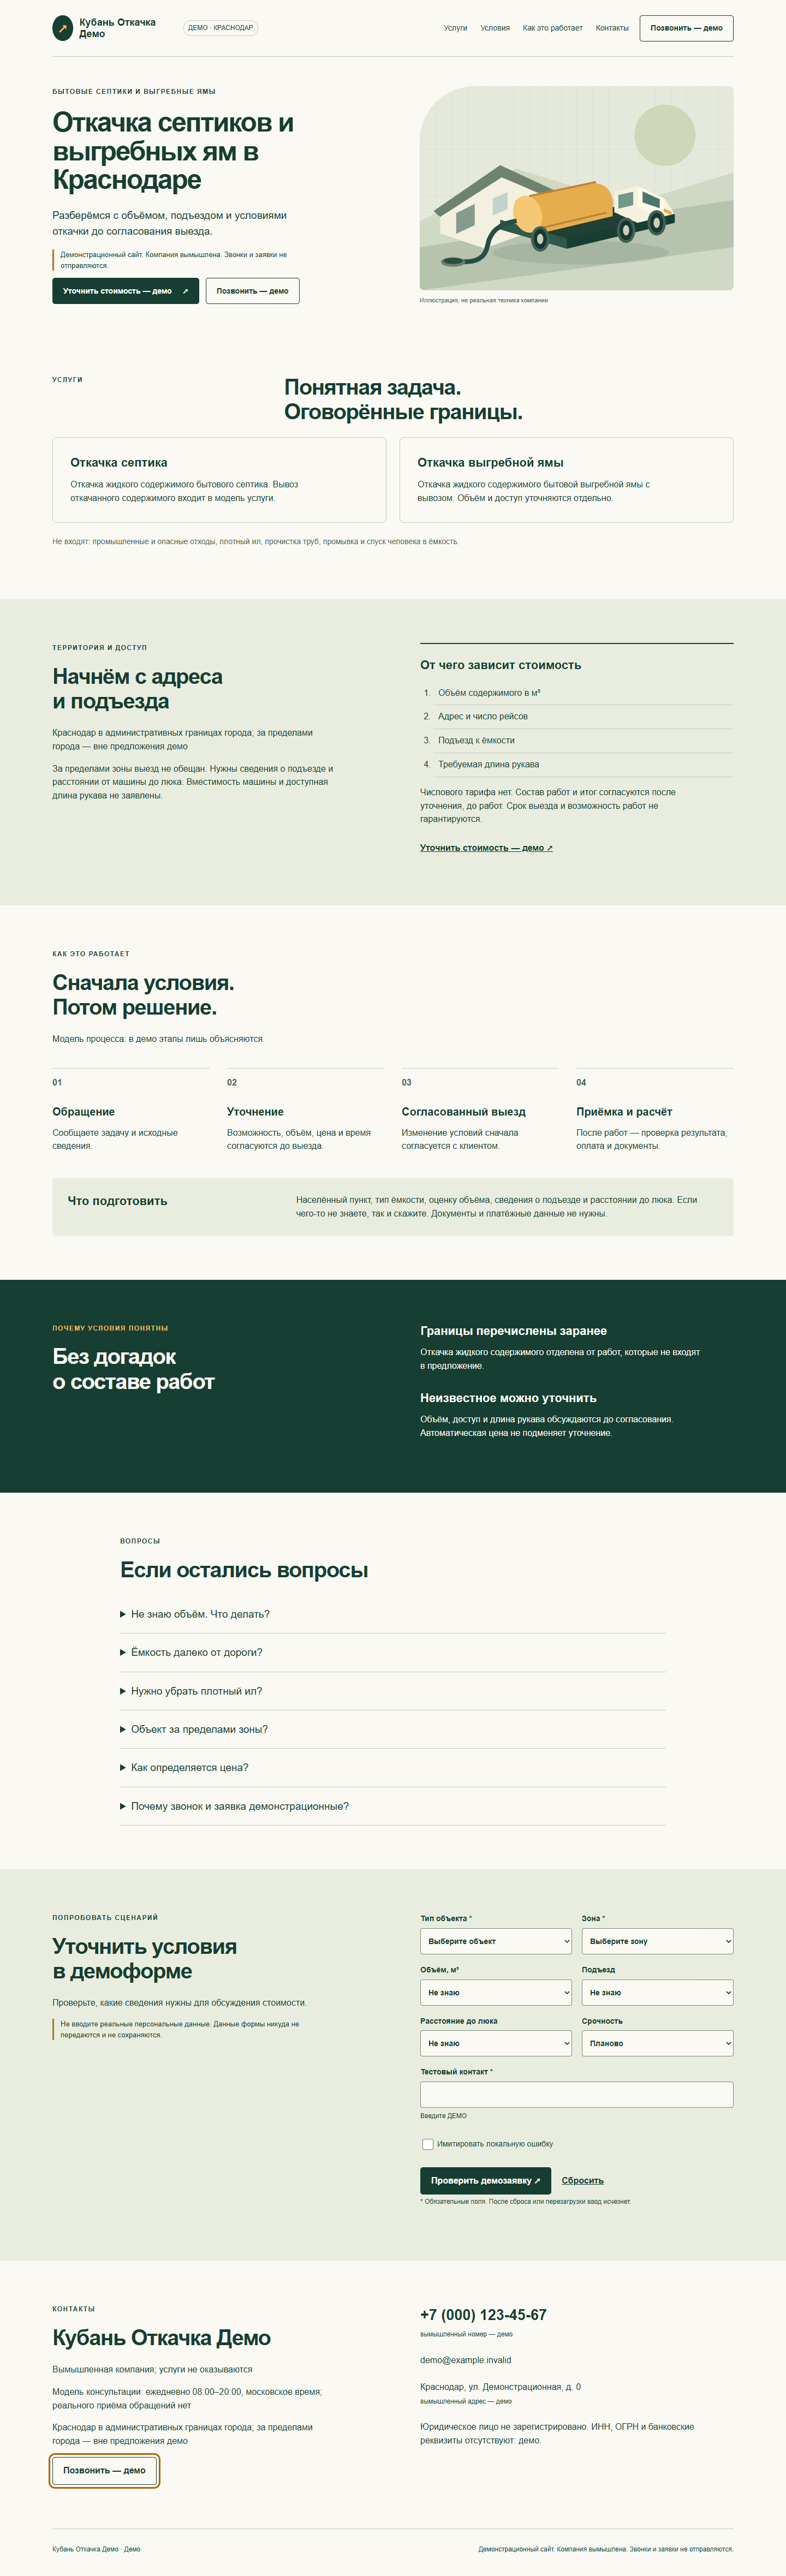 Кубань Откачка
Демо
ДЕМО · КРАСНОДАР
Услуги
Условия
Как это работает
Контакты
Позвонить — демо
БЫТОВЫЕ СЕПТИКИ И ВЫГРЕБНЫЕ ЯМЫ
Откачка септиков и
выгребных ям в
Краснодаре
Разберёмся с объёмом, подъездом и условиями
откачки до согласования выезда.
Демонстрационный сайт. Компания вымышлена. Звонки и заявки не
отправляются.
Уточнить стоимость — демо ↗
Позвонить — демо
Иллюстрация, не реальная техника компании
УСЛУГИ
Понятная задача.
Оговорённые границы.
Откачка септика
Откачка жидкого содержимого бытового септика. Вывоз
откачанного содержимого входит в модель услуги.
Откачка выгребной ямы
Откачка жидкого содержимого бытовой выгребной ямы с
вывозом. Объём и доступ уточняются отдельно.
Не входят: промышленные и опасные отходы, плотный ил, прочистка труб, промывка и спуск человека в ёмкость.
ТЕРРИТОРИЯ И ДОСТУП
Начнём с адреса
и подъезда
Краснодар в административных границах города; за пределами
города — вне предложения демо
За пределами зоны выезд не обещан. Нужны сведения о подъезде и
расстоянии от машины до люка. Вместимость машины и доступная
длина рукава не заявлены.
От чего зависит стоимость
1. Объём содержимого в м³
2. Адрес и число рейсов
3. Подъезд к ёмкости
4. Требуемая длина рукава
Числового тарифа нет. Состав работ и итог согласуются после
уточнения, до работ. Срок выезда и возможность работ не
гарантируются.
Уточнить стоимость — демо ↗
КАК ЭТО РАБОТАЕТ
Сначала условия.
Потом решение.
Модель процесса: в демо этапы лишь объясняются.
01
Обращение
Сообщаете задачу и исходные
сведения.
02
Уточнение
Возможность, объём, цена и время
согласуются до выезда.
03
Согласованный выезд
Изменение условий сначала
согласуется с клиентом.
04
Приёмка и расчёт
После работ — проверка результата,
оплата и документы.
Что подготовить
Населённый пункт, тип ёмкости, оценку объёма, сведения о подъезде и расстоянии до люка. Если
чего-то не знаете, так и скажите. Документы и платёжные данные не нужны.
ПОЧЕМУ УСЛОВИЯ ПОНЯТНЫ
Без догадок
о составе работ
Границы перечислены заранее
Откачка жидкого содержимого отделена от работ, которые не входят
в предложение.
Неизвестное можно уточнить
Объём, доступ и длина рукава обсуждаются до согласования.
Автоматическая цена не подменяет уточнение.
ВОПРОСЫ
Если остались вопросы
Не знаю объём. Что делать?
Ёмкость далеко от дороги?
Нужно убрать плотный ил?
Объект за пределами зоны?
Как определяется цена?
Почему звонок и заявка демонстрационные?
ПОПРОБОВАТЬ СЦЕНАРИЙ
Уточнить условия
в демоформе
Проверьте, какие сведения нужны для обсуждения стоимости.
Не вводите реальные персональные данные. Данные формы никуда не
передаются и не сохраняются.
Тип объекта *
Выберите объект
Зона *
Выберите зону
Объём, м³
Не знаю
Подъезд
Не знаю
Расстояние до люка
Не знаю
Срочность
Планово
Тестовый контакт *
Введите ДЕМО
Имитировать локальную ошибку
Проверить демозаявку ↗
Сбросить
* Обязательные поля. После сброса или перезагрузки ввод исчезнет.
КОНТАКТЫ
Кубань Откачка Демо
Вымышленная компания; услуги не оказываются
Модель консультации: ежедневно 08:00–20:00, московское время;
реального приёма обращений нет
Краснодар в административных границах города; за пределами
города — вне предложения демо
Позвонить — демо
+7 (000) 123-45-67
вымышленный номер — демо
demo@example.invalid
Краснодар, ул. Демонстрационная, д. 0
вымышленный адрес — демо
Юридическое лицо не зарегистрировано. ИНН, ОГРН и банковские
реквизиты отсутствуют: демо.
Кубань Откачка Демо · Демо
Демонстрационный сайт. Компания вымышлена. Звонки и заявки не отправляются.